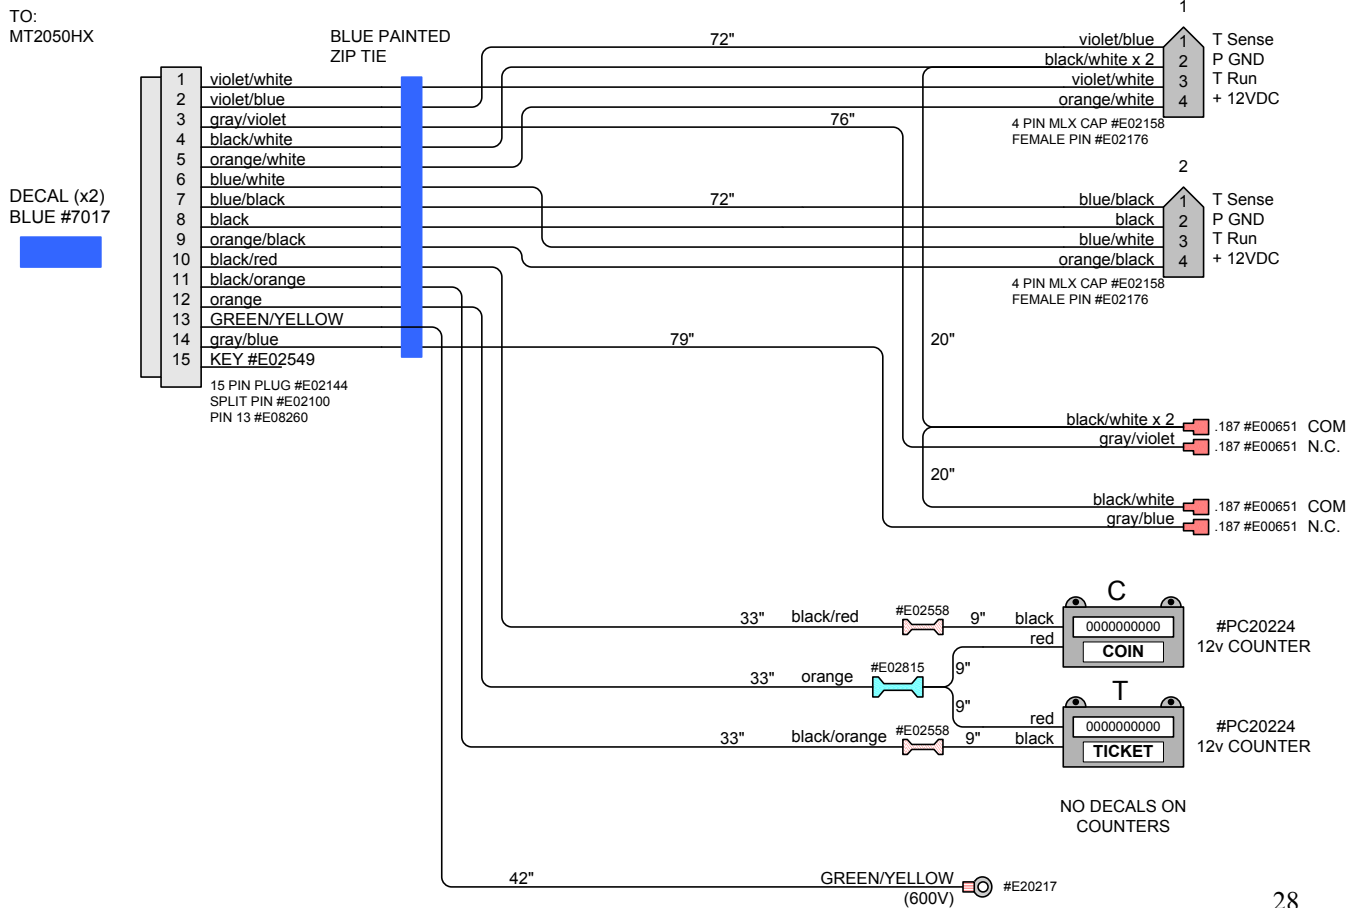 TO:
MT2050HX
BLUE PAINTED
ZIP TIE
DECAL (x2)
BLUE #7017
1 violet/white
2 violet/blue
3 gray/violet
4 black/white
5 orange/white
6 blue/white
7 blue/black
8 black
9 orange/black
10 black/red
11 black/orange
12 orange
13 GREEN/YELLOW
14 gray/blue
15 KEY #E02549
15 PIN PLUG #E02144
SPLIT PIN #E02100
PIN 13 #E08260
72"
76"
72"
79"
1
violet/blue 1 T Sense
black/white x 2 2 P GND
violet/white 3 T Run
orange/white 4 + 12VDC
4 PIN MLX CAP #E02158
FEMALE PIN #E02176
2
blue/black 1 T Sense
black 2 P GND
blue/white 3 T Run
orange/black 4 + 12VDC
4 PIN MLX CAP #E02158
FEMALE PIN #E02176
20"
black/white x 2 .187 #E00651 COM
gray/violet .187 #E00651 N.C.
20"
black/white .187 #E00651 COM
gray/blue .187 #E00651 N.C.
C
33" black/red #E02558 9" black
red
0000000000
COIN
#PC20224
12v COUNTER
33" orange #E02815 9"
9"
T
red
33" black/orange #E02558 9" black
0000000000
TICKET
#PC20224
12v COUNTER
NO DECALS ON
COUNTERS
42" GREEN/YELLOW #E20217
(600V)
28